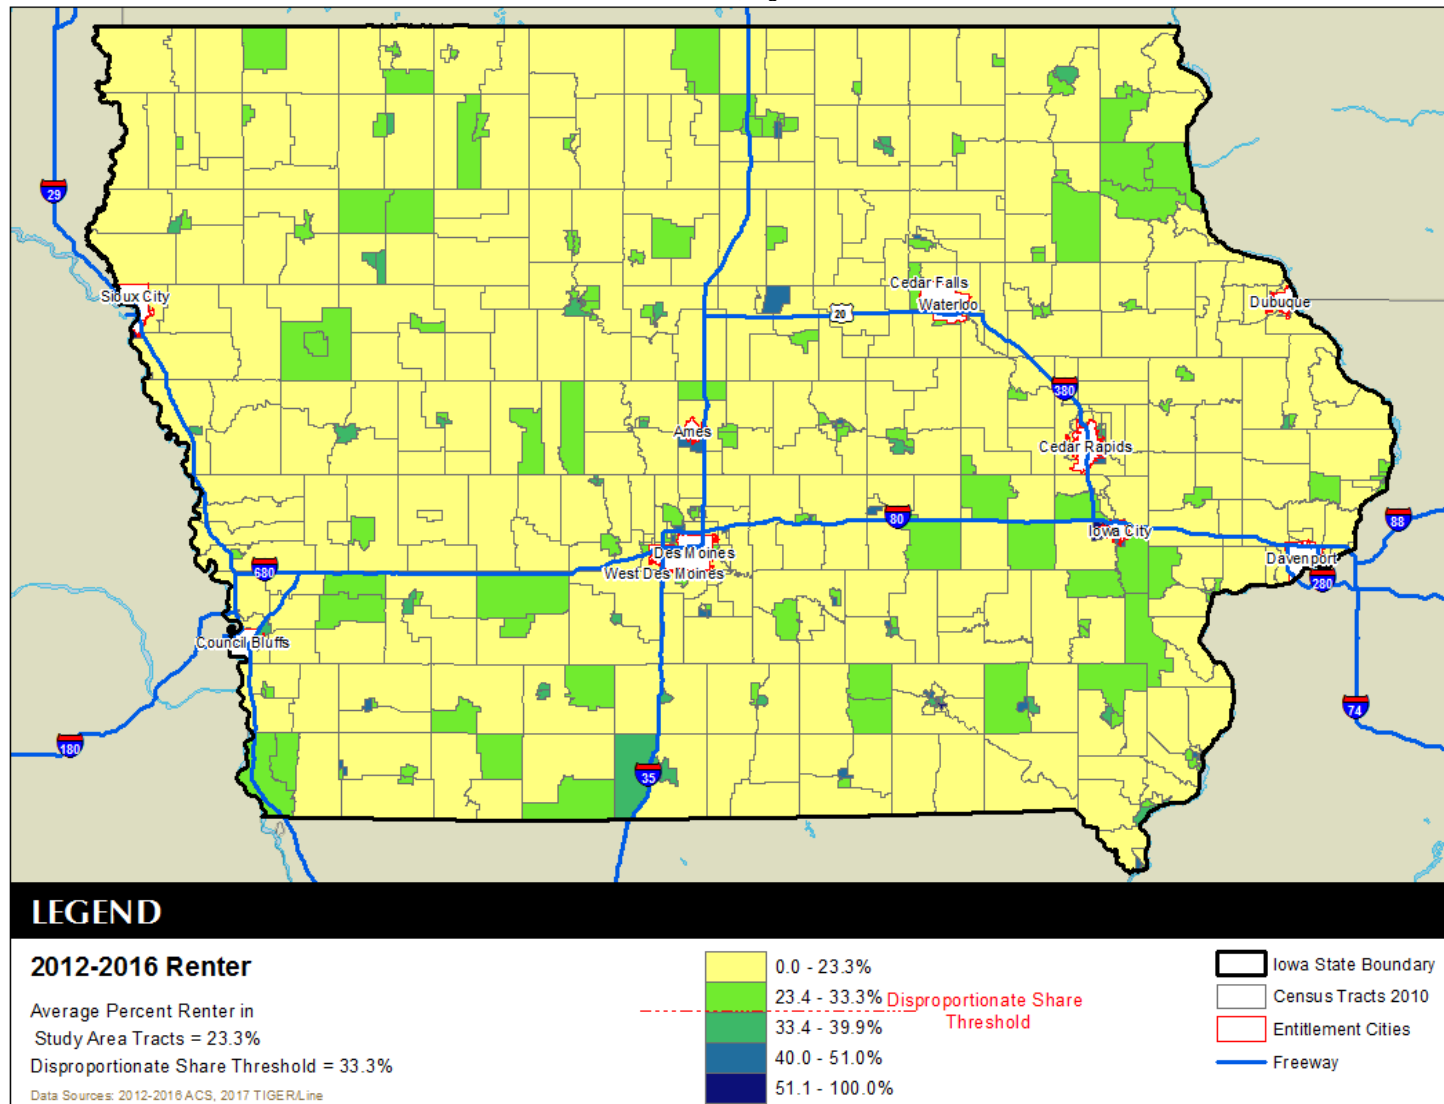 29
Sioux City
20
Cedar Falls
Waterloo
Dubuque
380
Ames
Cedar Rapids
80
88
Iowa City
Des Moines
West Des Moines
Davenport
680
280
Council Bluffs
74
180
35
LEGEND
2012-2016 Renter
Average Percent Renter in
Study Area Tracts = 23.3%
Disproportionate Share Threshold = 33.3%
Data Sources: 2012-2016 ACS, 2017 TIGER/Line
0.0 - 23.3%
23.4 - 33.3%
Disproportionate Share
Threshold
33.4 - 39.9%
40.0 - 51.0%
51.1 - 100.0%
Iowa State Boundary
Census Tracts 2010
Entitlement Cities
Freeway